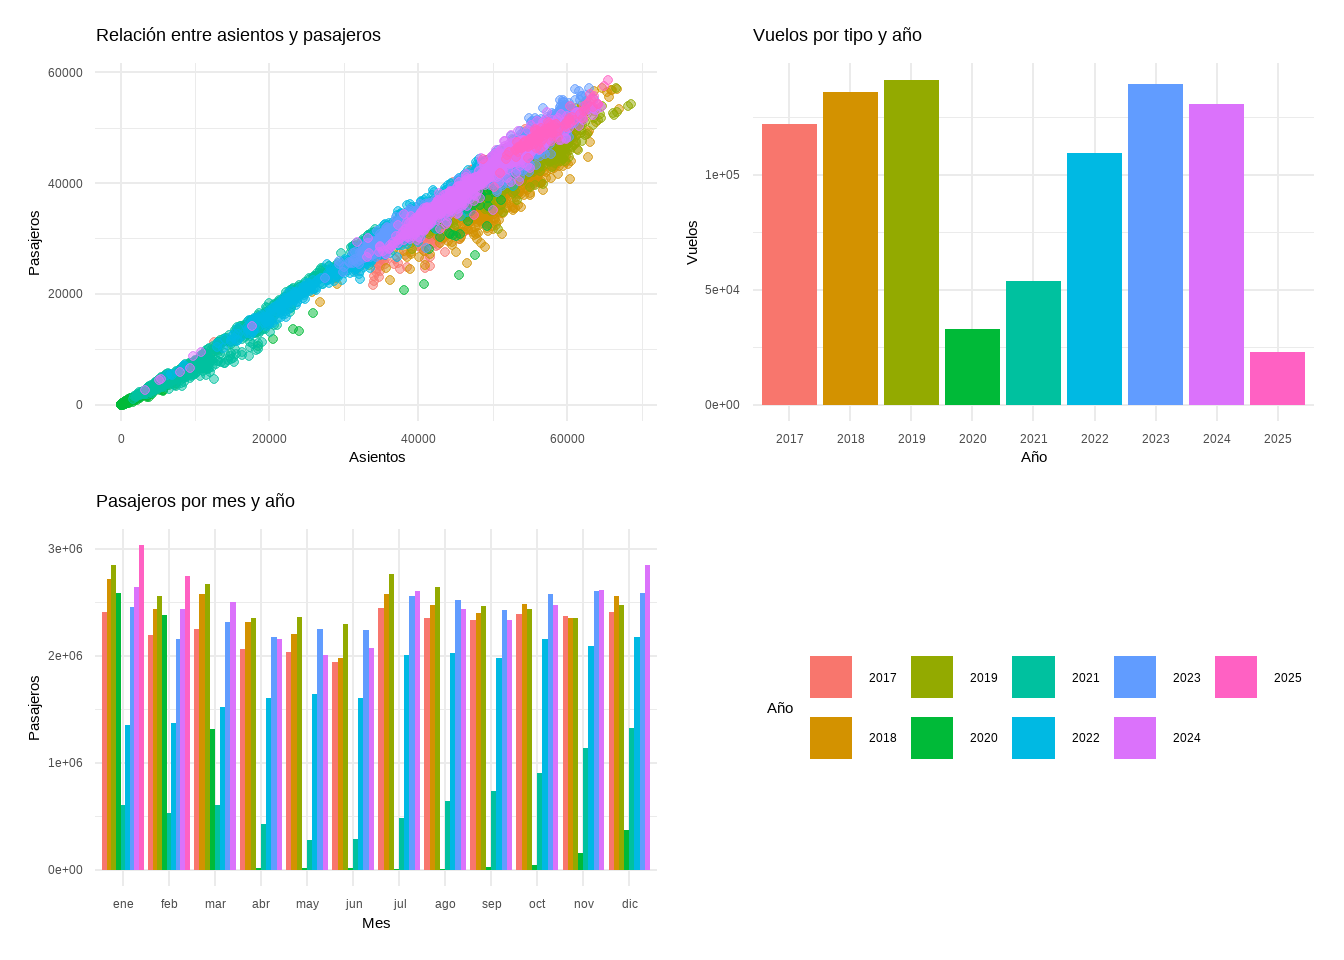 Relación entre asientos y pasajeros
Pasajeros
60000
40000
20000
0
0 20000 40000 60000
Asientos
Vuelos por tipo y año
Vuelos
1e+05
5e+04
0e+00
2017 2018 2019 2020 2021 2022 2023 2024 2025
Año
Pasajeros por mes y año
Pasajeros
3e+06
2e+06
1e+06
0e+00
ene feb mar abr may jun jul ago sep oct nov dic
Mes
Año
2017 2019 2021 2023 2025
2018 2020 2022 2024